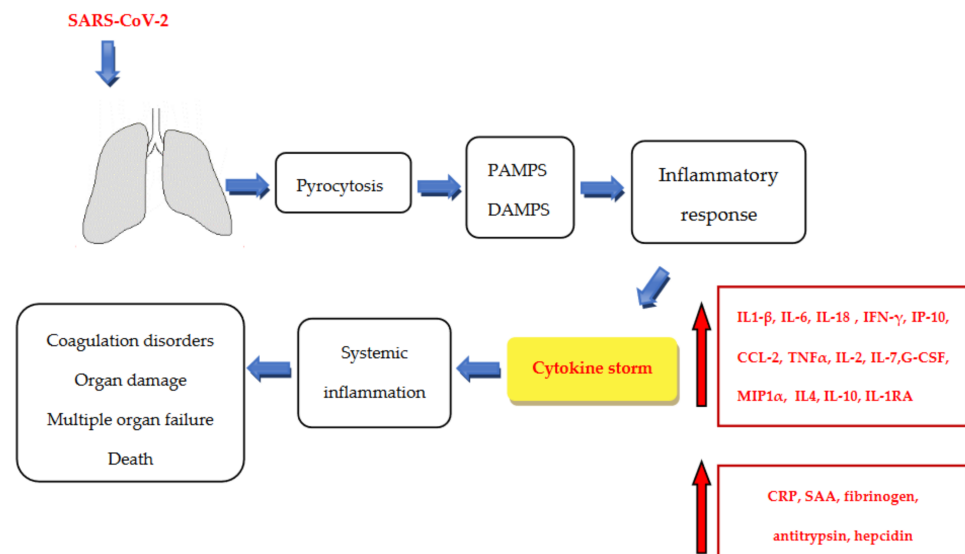 SARS-CoV-2
Pyrocytosis
PAMPS
DAMPS
Inflammatory
response
IL1-β, IL-6, IL-18 , IFN-γ, IP-10,
CCL-2, TNFα, IL-2, IL-7,G-CSF,
MIP1α, IL4, IL-10, IL-1RA
Cytokine storm
Systemic
inflammation
Coagulation disorders
Organ damage
Multiple organ failure
Death
CRP, SAA, fibrinogen,
antitrypsin, hepcidin